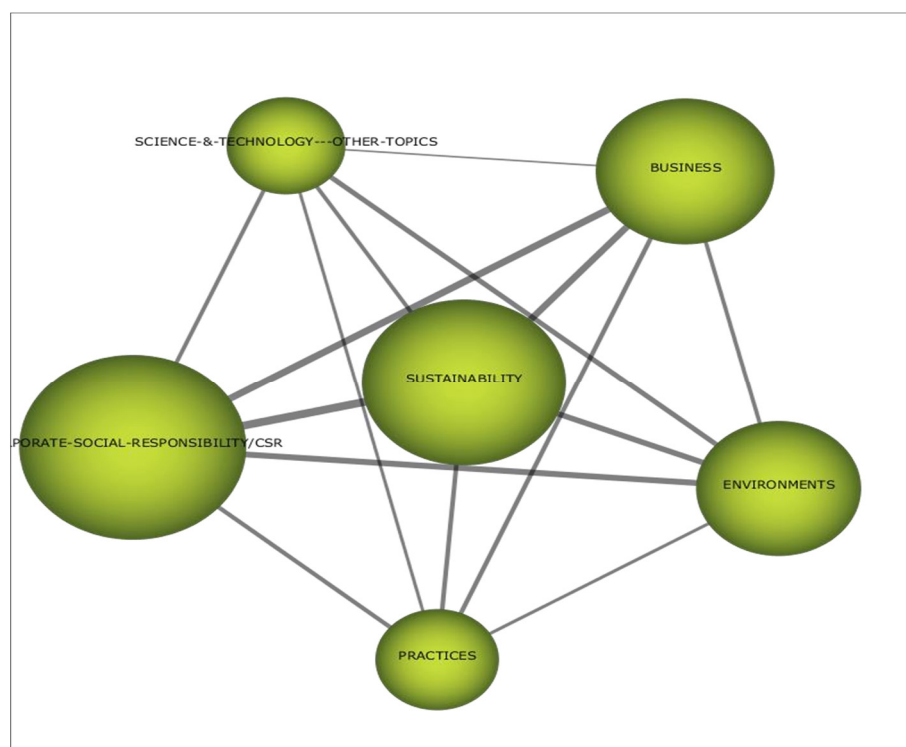 SCIENCE-&-TECHNOLOGY---OTHER-TOPICS
BUSINESS
SUSTAINABILITY
PORATE-SOCIAL-RESPONSIBILITY/CSR
ENVIRONMENTS
PRACTICES